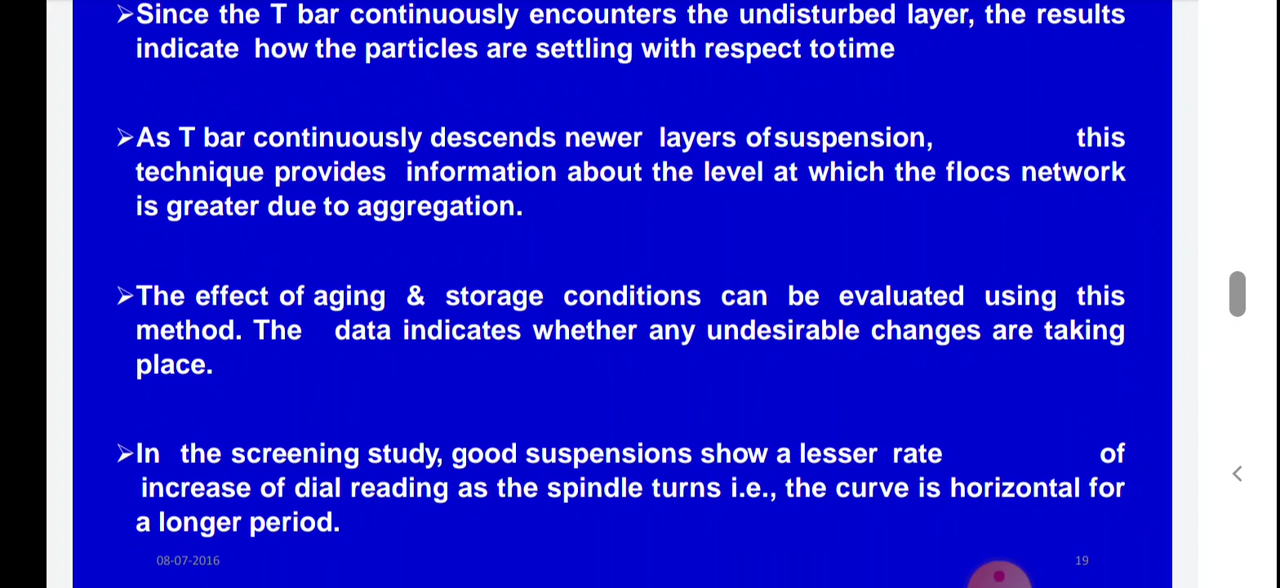 ➢Since the T bar continuously encounters the undisturbed layer, the results
indicate how the particles are settling with respect totime
➢As T bar continuously descends newer layers ofsuspension, this
technique provides information about the level at which the flocs network
is greater due to aggregation.
➢The effect of aging & storage conditions can be evaluated using this
method. The data indicates whether any undesirable changes are taking
place.
➢In the screening study, good suspensions show a lesser rate of
increase of dial reading as the spindle turns i.e., the curve is horizontal for
a longer period.
08-07-2016 19